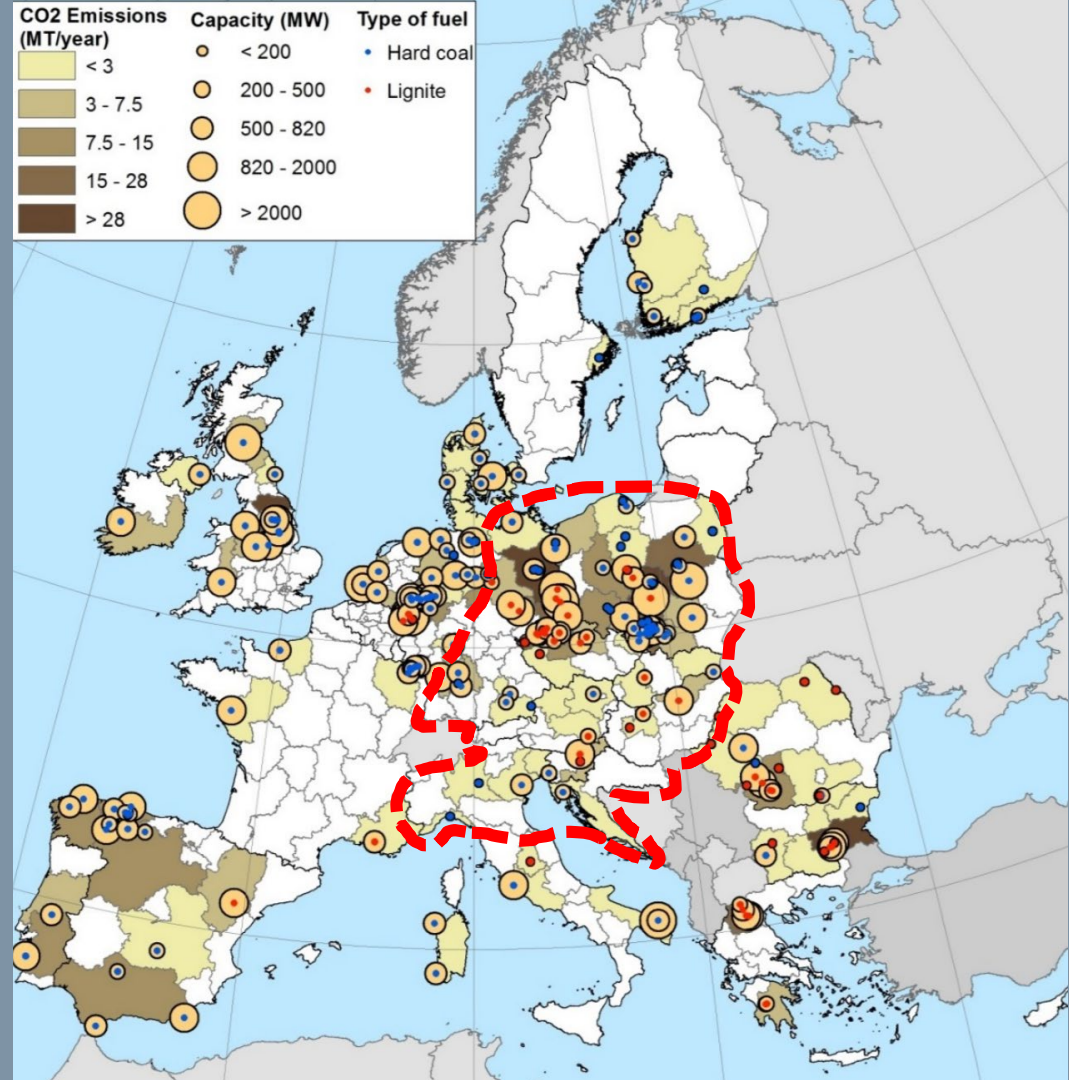 CO2 Emissions
(MT/year)
< 3
3 - 7.5
7.5 - 15
15 - 28
> 28
Capacity (MW)
< 200
200 - 500
500 - 820
820 - 2000
> 2000
Type of fuel
Hard coal
Lignite